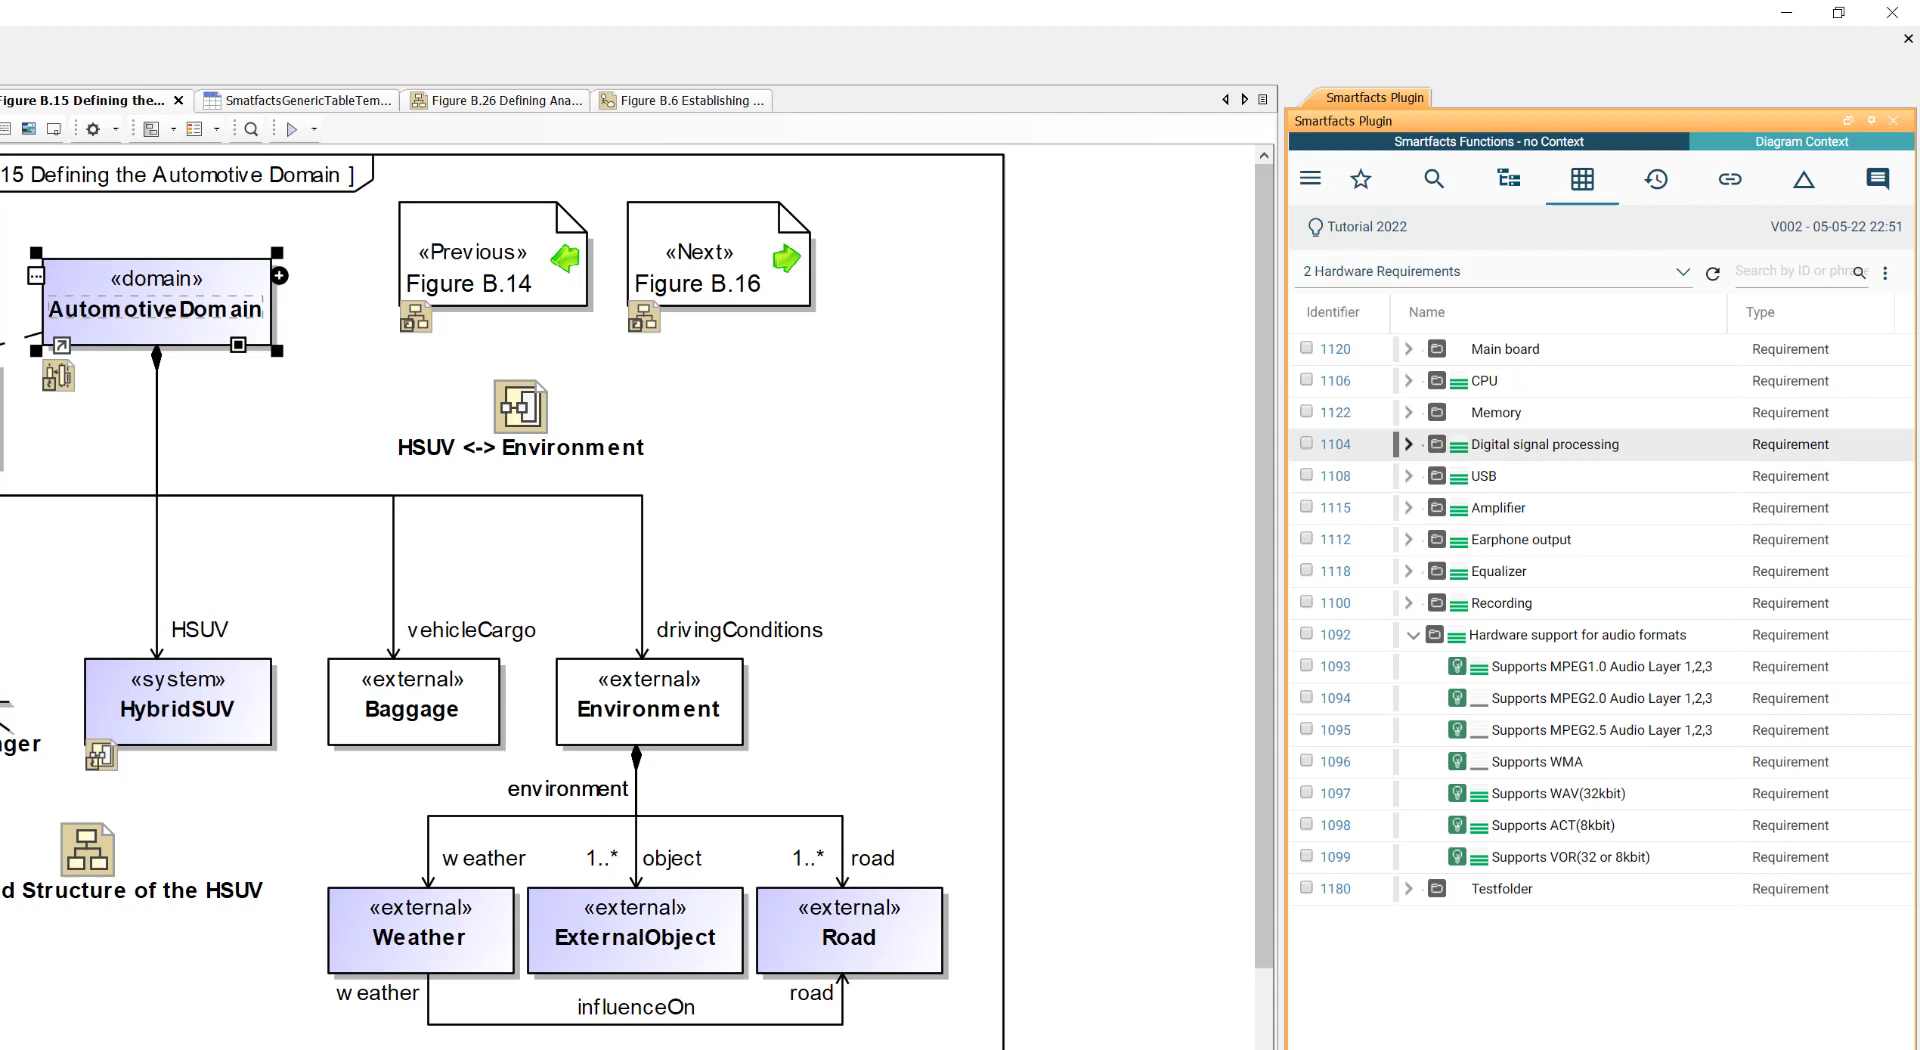 Figure B.15 Defining the...
SmatfactsGenericTableTem...
Figure B.26 Defining Ana...
Figure B.6 Establishing ...
15 Defining the Automotive Domain ]
«domain»
AutomotiveDomain
«Previous»
Figure B.14
«Next»
Figure B.16
HSUV <-> Environment
HSUV
vehicleCargo
drivingConditions
«system»
HybridSUV
«external»
Baggage
«external»
Environment
environment
d Structure of the HSUV
weather
1..* object
1..* road
«external»
Weather
«external»
ExternalObject
«external»
Road
weather
influenceOn
road
Smartfacts Plugin
Smartfacts Plugin
Smartfacts Functions - no Context
Diagram Context
Tutorial 2022
V002 - 05-05-22 22:51
2 Hardware Requirements
Search by ID or phrase
Identifier Name Type
1120 Main board Requirement
1106 CPU Requirement
1122 Memory Requirement
1104 Digital signal processing Requirement
1108 USB Requirement
1115 Amplifier Requirement
1112 Earphone output Requirement
1118 Equalizer Requirement
1100 Recording Requirement
1092 Hardware support for audio formats Requirement
1093 Supports MPEG1.0 Audio Layer 1,2,3 Requirement
1094 Supports MPEG2.0 Audio Layer 1,2,3 Requirement
1095 Supports MPEG2.5 Audio Layer 1,2,3 Requirement
1096 Supports WMA Requirement
1097 Supports WAV(32kbit) Requirement
1098 Supports ACT(8kbit) Requirement
1099 Supports VOR(32 or 8kbit) Requirement
1180 Testfolder Requirement